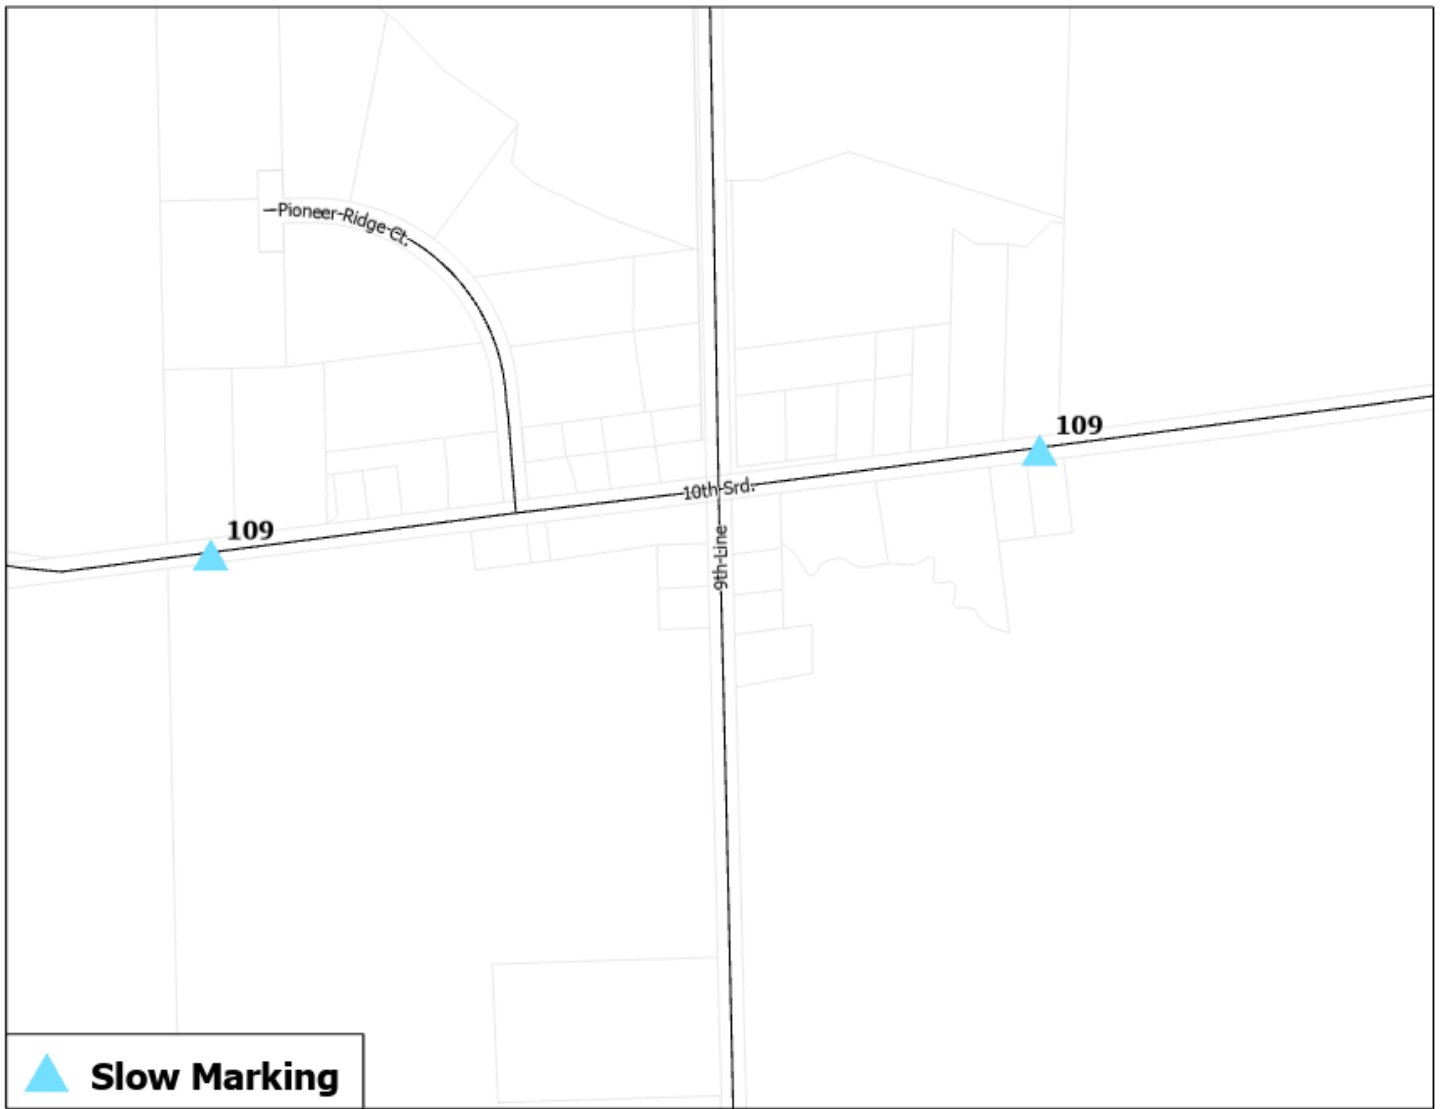 Pioneer-Ridge-Ct.
109
10th-Srd.
109
9th-Line
Slow Marking